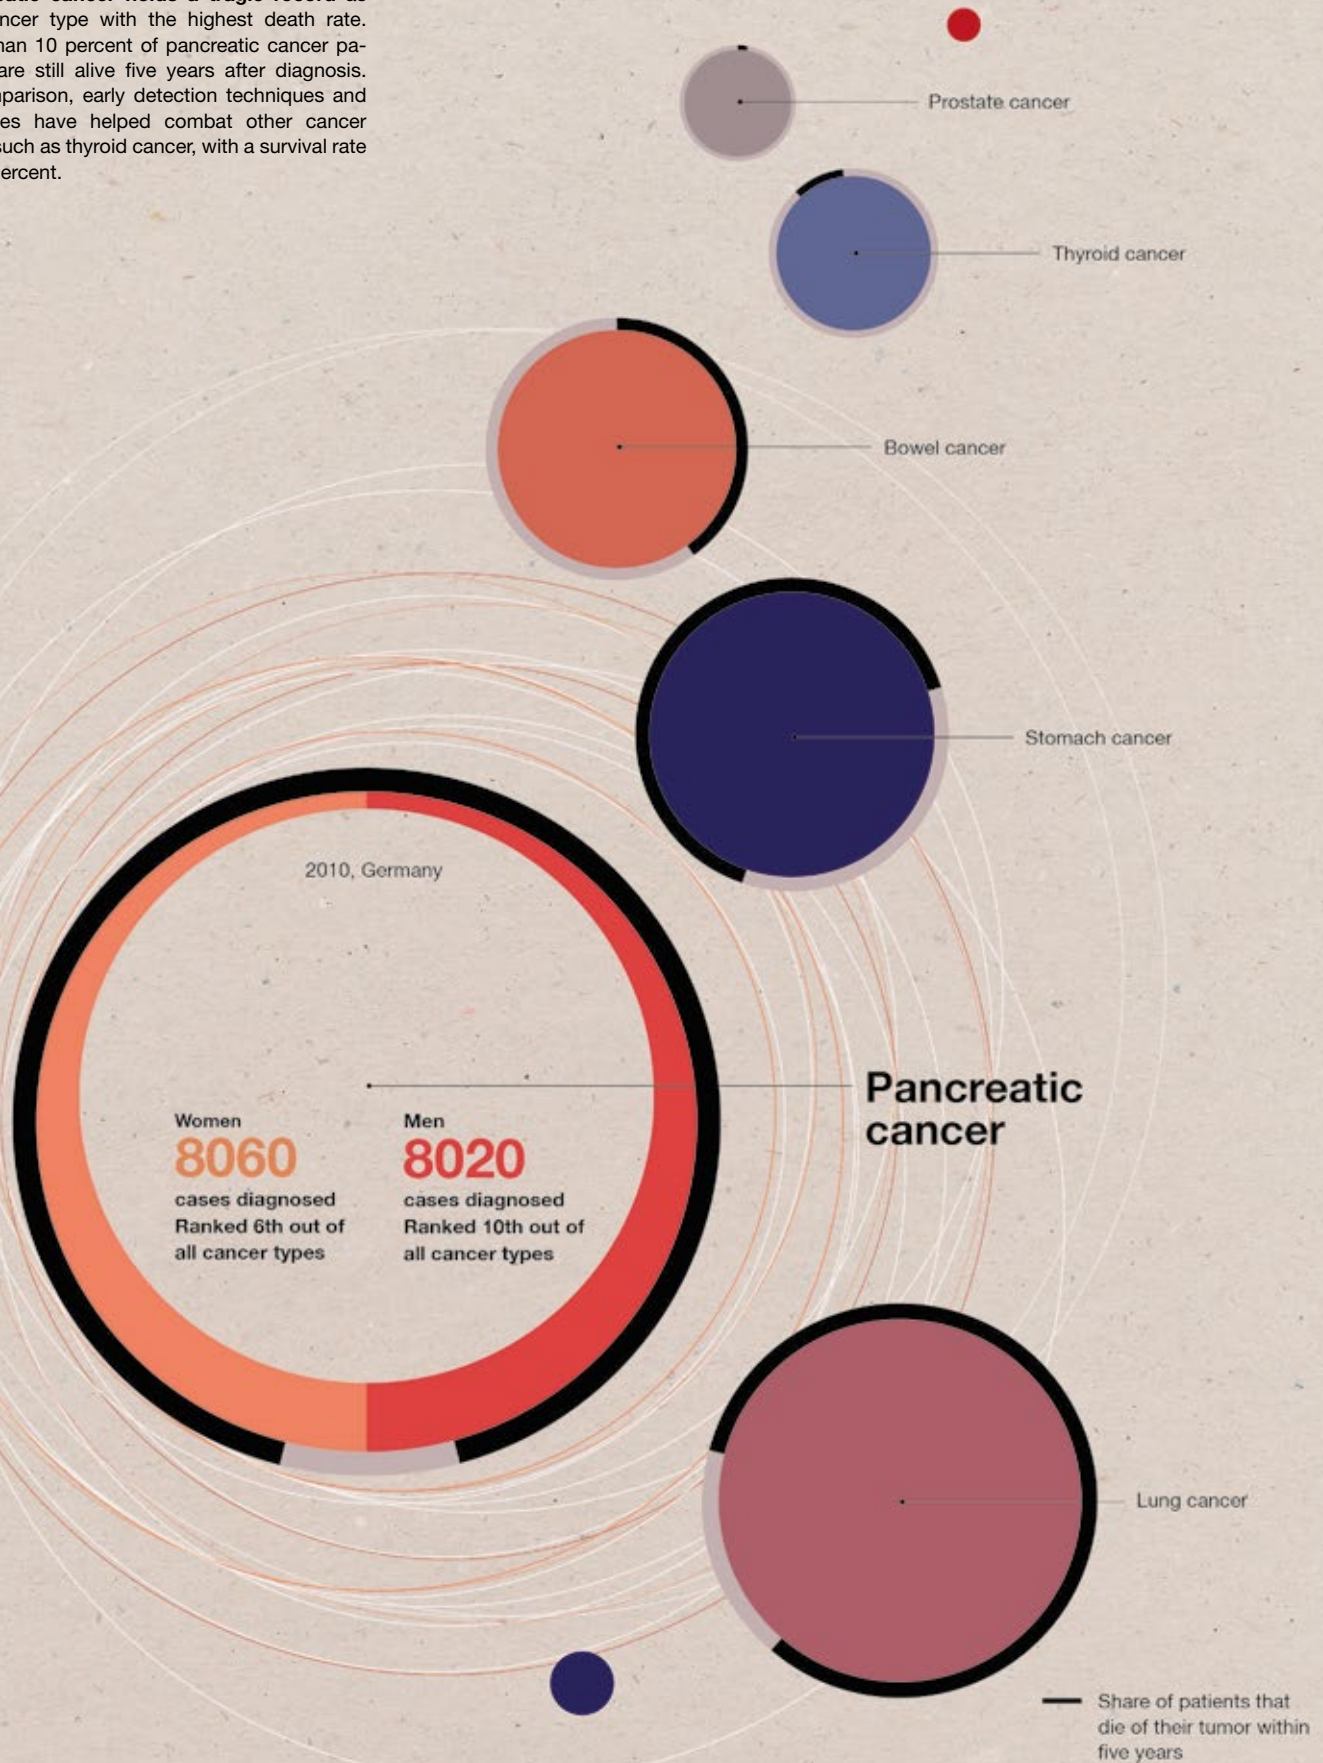 ncer type with the highest death rate.
han 10 percent of pancreatic cancer pa-
are still alive five years after diagnosis.
parison, early detection techniques and
es have helped combat other cancer
such as thyroid cancer, with a survival rate
ercent.
Prostate cancer
Thyroid cancer
Bowel cancer
Stomach cancer
2010, Germany
Pancreatic
cancer
Women
8060
cases diagnosed
Ranked 6th out of
all cancer types
Men
8020
cases diagnosed
Ranked 10th out of
all cancer types
Lung cancer
Share of patients that
die of their tumor within
five years